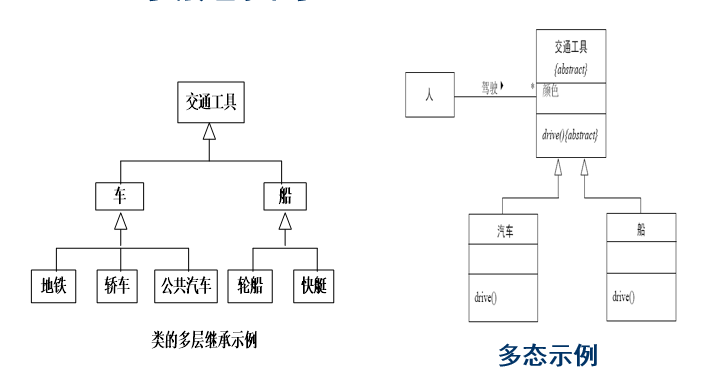 交通工具
车
船
地铁
轿车
公共汽车
轮船
快艇
类的多层继承示例
交通工具
{abstract}
人
驾驶
*
颜色
drive(){abstract}
汽车
船
drive()
drive()
多态示例